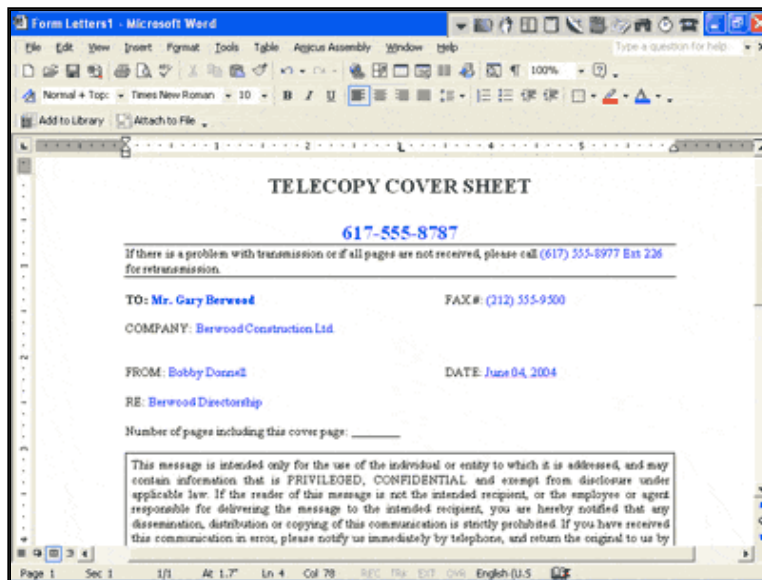 Form Letters1 - Microsoft Word
File Edit View Insert Format Tools Table Amicus Assembly Window Help Type a question for help
100%
Normal + Top: Times New Roman 10 B I U A
Add to Library Attach to File
1 2 3 4 5
TELECOPY COVER SHEET
617-555-8787
If there is a problem with transmission or if all pages are not received, please call (617) 555-8977 Ext 226
for retransmission.
TO: Mr. Gary Berwood FAX #: (212) 555-9500
COMPANY: Berwood Construction Ltd.
FROM: Bobby Donnell DATE: June 04, 2004
RE: Berwood Directorship
Number of pages including this cover page: _______
This message is intended only for the use of the individual or entity to which it is addressed, and may
contain information that is PRIVILEGED, CONFIDENTIAL and exempt from disclosure under
applicable law. If the reader of this message is not the intended recipient, or the employee or agent
responsible for delivering the message to the intended recipient, you are hereby notified that any
dissemination, distribution or copying of this communication is strictly prohibited. If you have received
this communication in error, please notify us immediately by telephone, and return the original to us by
Page 1 Sec 1 1/1 At 1.7" Ln 4 Col 78 REC TRK EXT OVR English (U.S